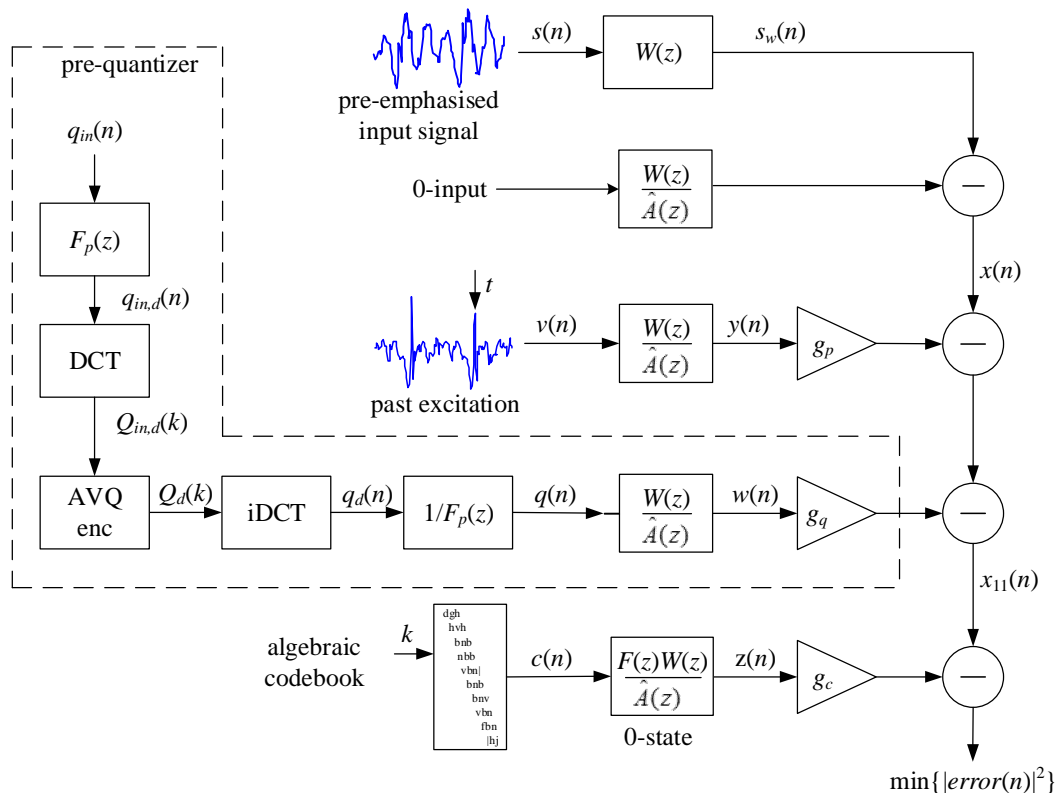 s(n)
W(z)
s_w(n)
pre-quantizer
pre-emphasised
input signal
q_in(n)
0-input
W(z)
Â(z)
F_p(z)
x(n)
q_in,d(n)
t
DCT
v(n)
W(z)
Â(z)
y(n)
g_p
past excitation
Q_in,d(k)
AVQ
enc
Q_d(k)
iDCT
q_d(n)
1/F_p(z)
q(n)
W(z)
Â(z)
w(n)
g_q
x_11(n)
algebraic
codebook
k
dgh
hvh
bnb
nbb
vbn|
bnb
bnv
vbn
fbn
|hj
c(n)
F(z)W(z)
Â(z)
0-state
z(n)
g_c
min{|error(n)|²}